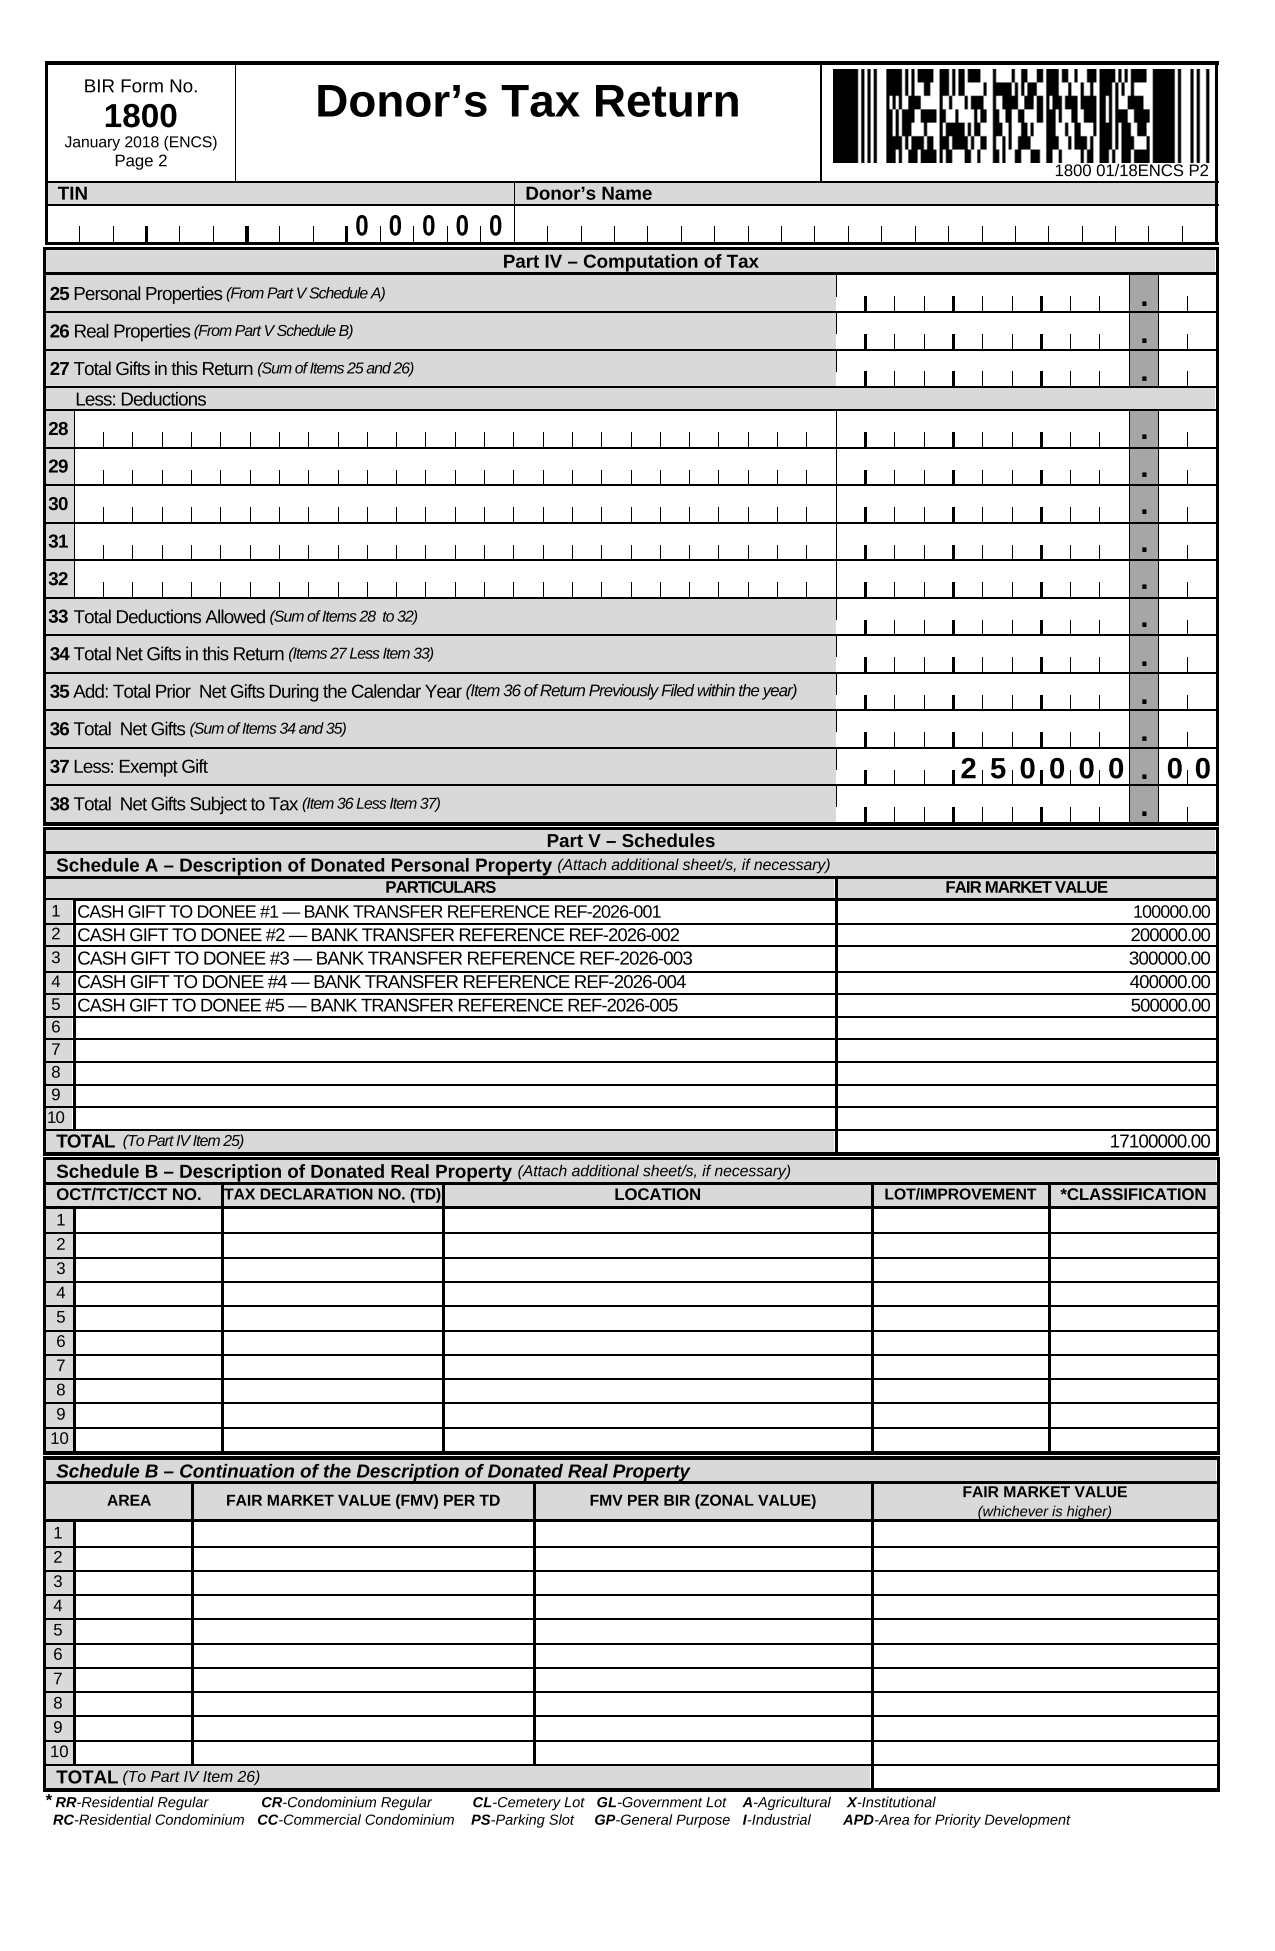 BIR Form No.
1800
January 2018 (ENCS)
Page 2
Donor’s Tax Return
1800 01/18ENCS P2
TIN Donor’s Name
0 0 0 0 0
Part IV – Computation of Tax
25 Personal Properties (From Part V Schedule A) .
26 Real Properties (From Part V Schedule B) .
27 Total Gifts in this Return (Sum of Items 25 and 26) .
Less: Deductions
28 .
29 .
30 .
31 .
32 .
33 Total Deductions Allowed (Sum of Items 28 to 32) .
34 Total Net Gifts in this Return (Items 27 Less Item 33) .
35 Add: Total Prior Net Gifts During the Calendar Year (Item 36 of Return Previously Filed within the year) .
36 Total Net Gifts (Sum of Items 34 and 35) .
37 Less: Exempt Gift 2 5 0 0 0 0 . 0 0
38 Total Net Gifts Subject to Tax (Item 36 Less Item 37) .
Part V – Schedules
Schedule A – Description of Donated Personal Property (Attach additional sheet/s, if necessary)
PARTICULARS FAIR MARKET VALUE
1 CASH GIFT TO DONEE #1 — BANK TRANSFER REFERENCE REF-2026-001 100000.00
2 CASH GIFT TO DONEE #2 — BANK TRANSFER REFERENCE REF-2026-002 200000.00
3 CASH GIFT TO DONEE #3 — BANK TRANSFER REFERENCE REF-2026-003 300000.00
4 CASH GIFT TO DONEE #4 — BANK TRANSFER REFERENCE REF-2026-004 400000.00
5 CASH GIFT TO DONEE #5 — BANK TRANSFER REFERENCE REF-2026-005 500000.00
6
7
8
9
10
TOTAL (To Part IV Item 25) 17100000.00
Schedule B – Description of Donated Real Property (Attach additional sheet/s, if necessary)
OCT/TCT/CCT NO. TAX DECLARATION NO. (TD) LOCATION LOT/IMPROVEMENT *CLASSIFICATION
1
2
3
4
5
6
7
8
9
10
Schedule B – Continuation of the Description of Donated Real Property
AREA FAIR MARKET VALUE (FMV) PER TD FMV PER BIR (ZONAL VALUE) FAIR MARKET VALUE
(whichever is higher)
1
2
3
4
5
6
7
8
9
10
TOTAL (To Part IV Item 26)
* RR-Residential Regular CR-Condominium Regular CL-Cemetery Lot GL-Government Lot A-Agricultural X-Institutional
RC-Residential Condominium CC-Commercial Condominium PS-Parking Slot GP-General Purpose I-Industrial APD-Area for Priority Development